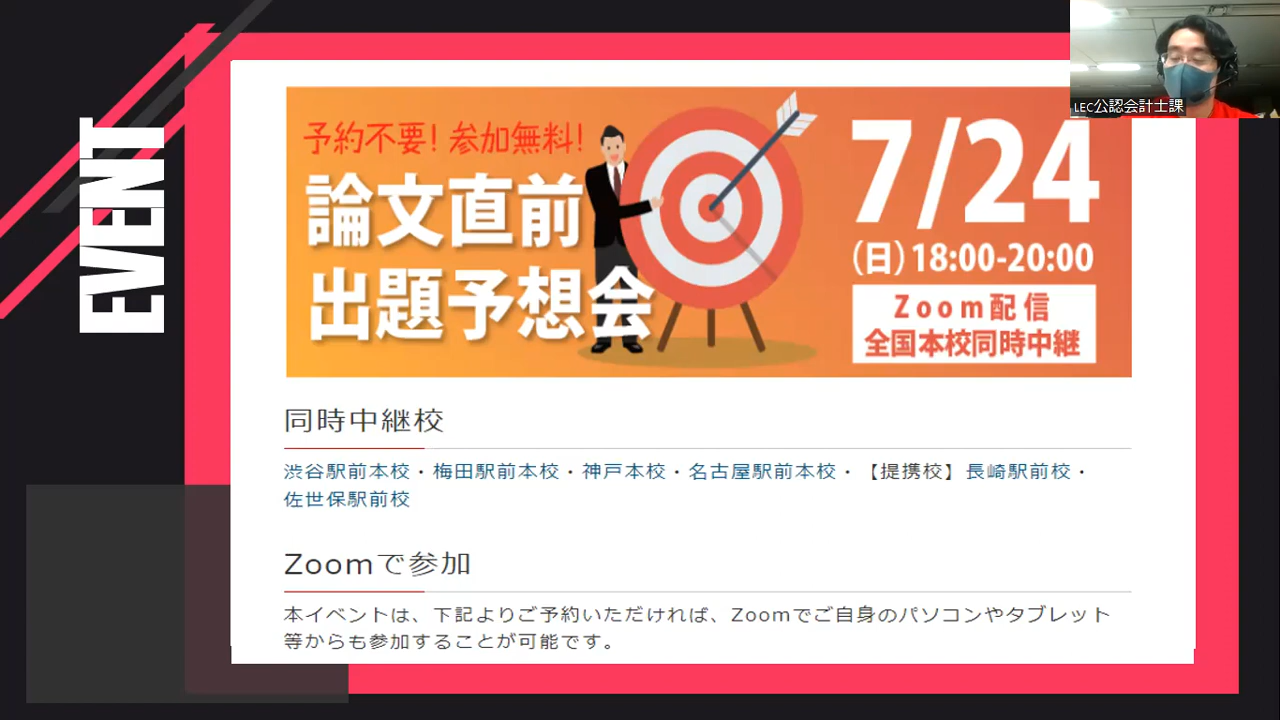 EVENT
予約不要! 参加無料!
論文直前
出題予想会
7/24
(日)18:00-20:00
Zoom配信
全国本校同時中継
LEC公認会計士課
同時中継校
渋谷駅前本校・梅田駅前本校・神戸本校・名古屋駅前本校・【提携校】長崎駅前校・
佐世保駅前校
Zoomで参加
本イベントは、下記よりご予約いただければ、Zoomでご自身のパソコンやタブレット
等からも参加することが可能です。